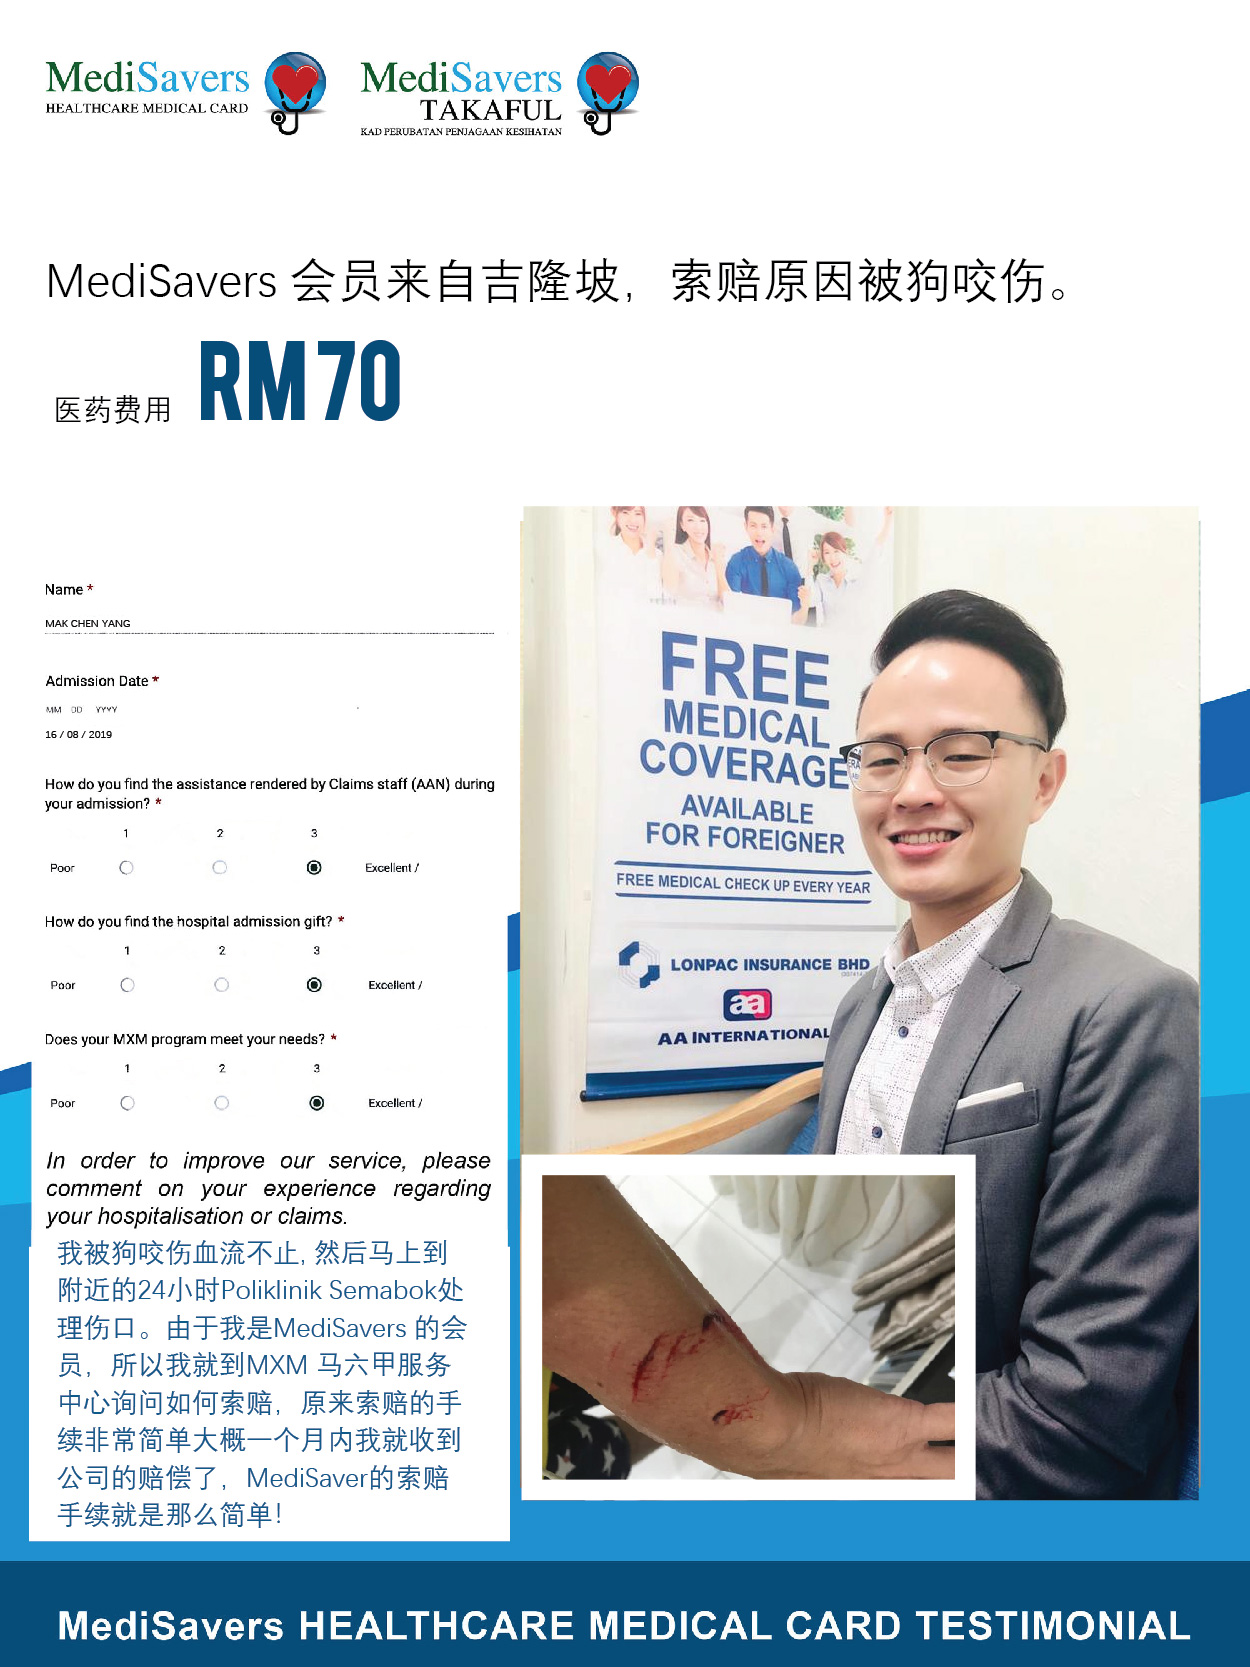 MediSavers
HEALTHCARE MEDICAL CARD
MediSavers
TAKAFUL
KAD PERUBATAN PENJAGAAN KESIHATAN
MediSavers 会员来自吉隆坡，索赔原因被狗咬伤。
医药费用 RM70
Name *
MAK CHEN YANG
Admission Date *
MM DD YYYY
16 / 08 / 2019
How do you find the assistance rendered by Claims staff (AAN) during
your admission? *
1 2 3
Poor Excellent /
How do you find the hospital admission gift? *
1 2 3
Poor Excellent /
Does your MXM program meet your needs? *
1 2 3
Poor Excellent /
In order to improve our service, please
comment on your experience regarding
your hospitalisation or claims.
我被狗咬伤血流不止, 然后马上到
附近的24小时Poliklinik Semabok处
理伤口。由于我是MediSavers 的会
员，所以我就到MXM 马六甲服务
中心询问如何索赔，原来索赔的手
续非常简单大概一个月内我就收到
公司的赔偿了，MediSaver的索赔
手续就是那么简单!
FREE
MEDICAL
COVERAGE
AVAILABLE
FOR FOREIGNER
FREE MEDICAL CHECK UP EVERY YEAR
LONPAC INSURANCE BHD
aa
AA INTERNATIONAL
MediSavers HEALTHCARE MEDICAL CARD TESTIMONIAL